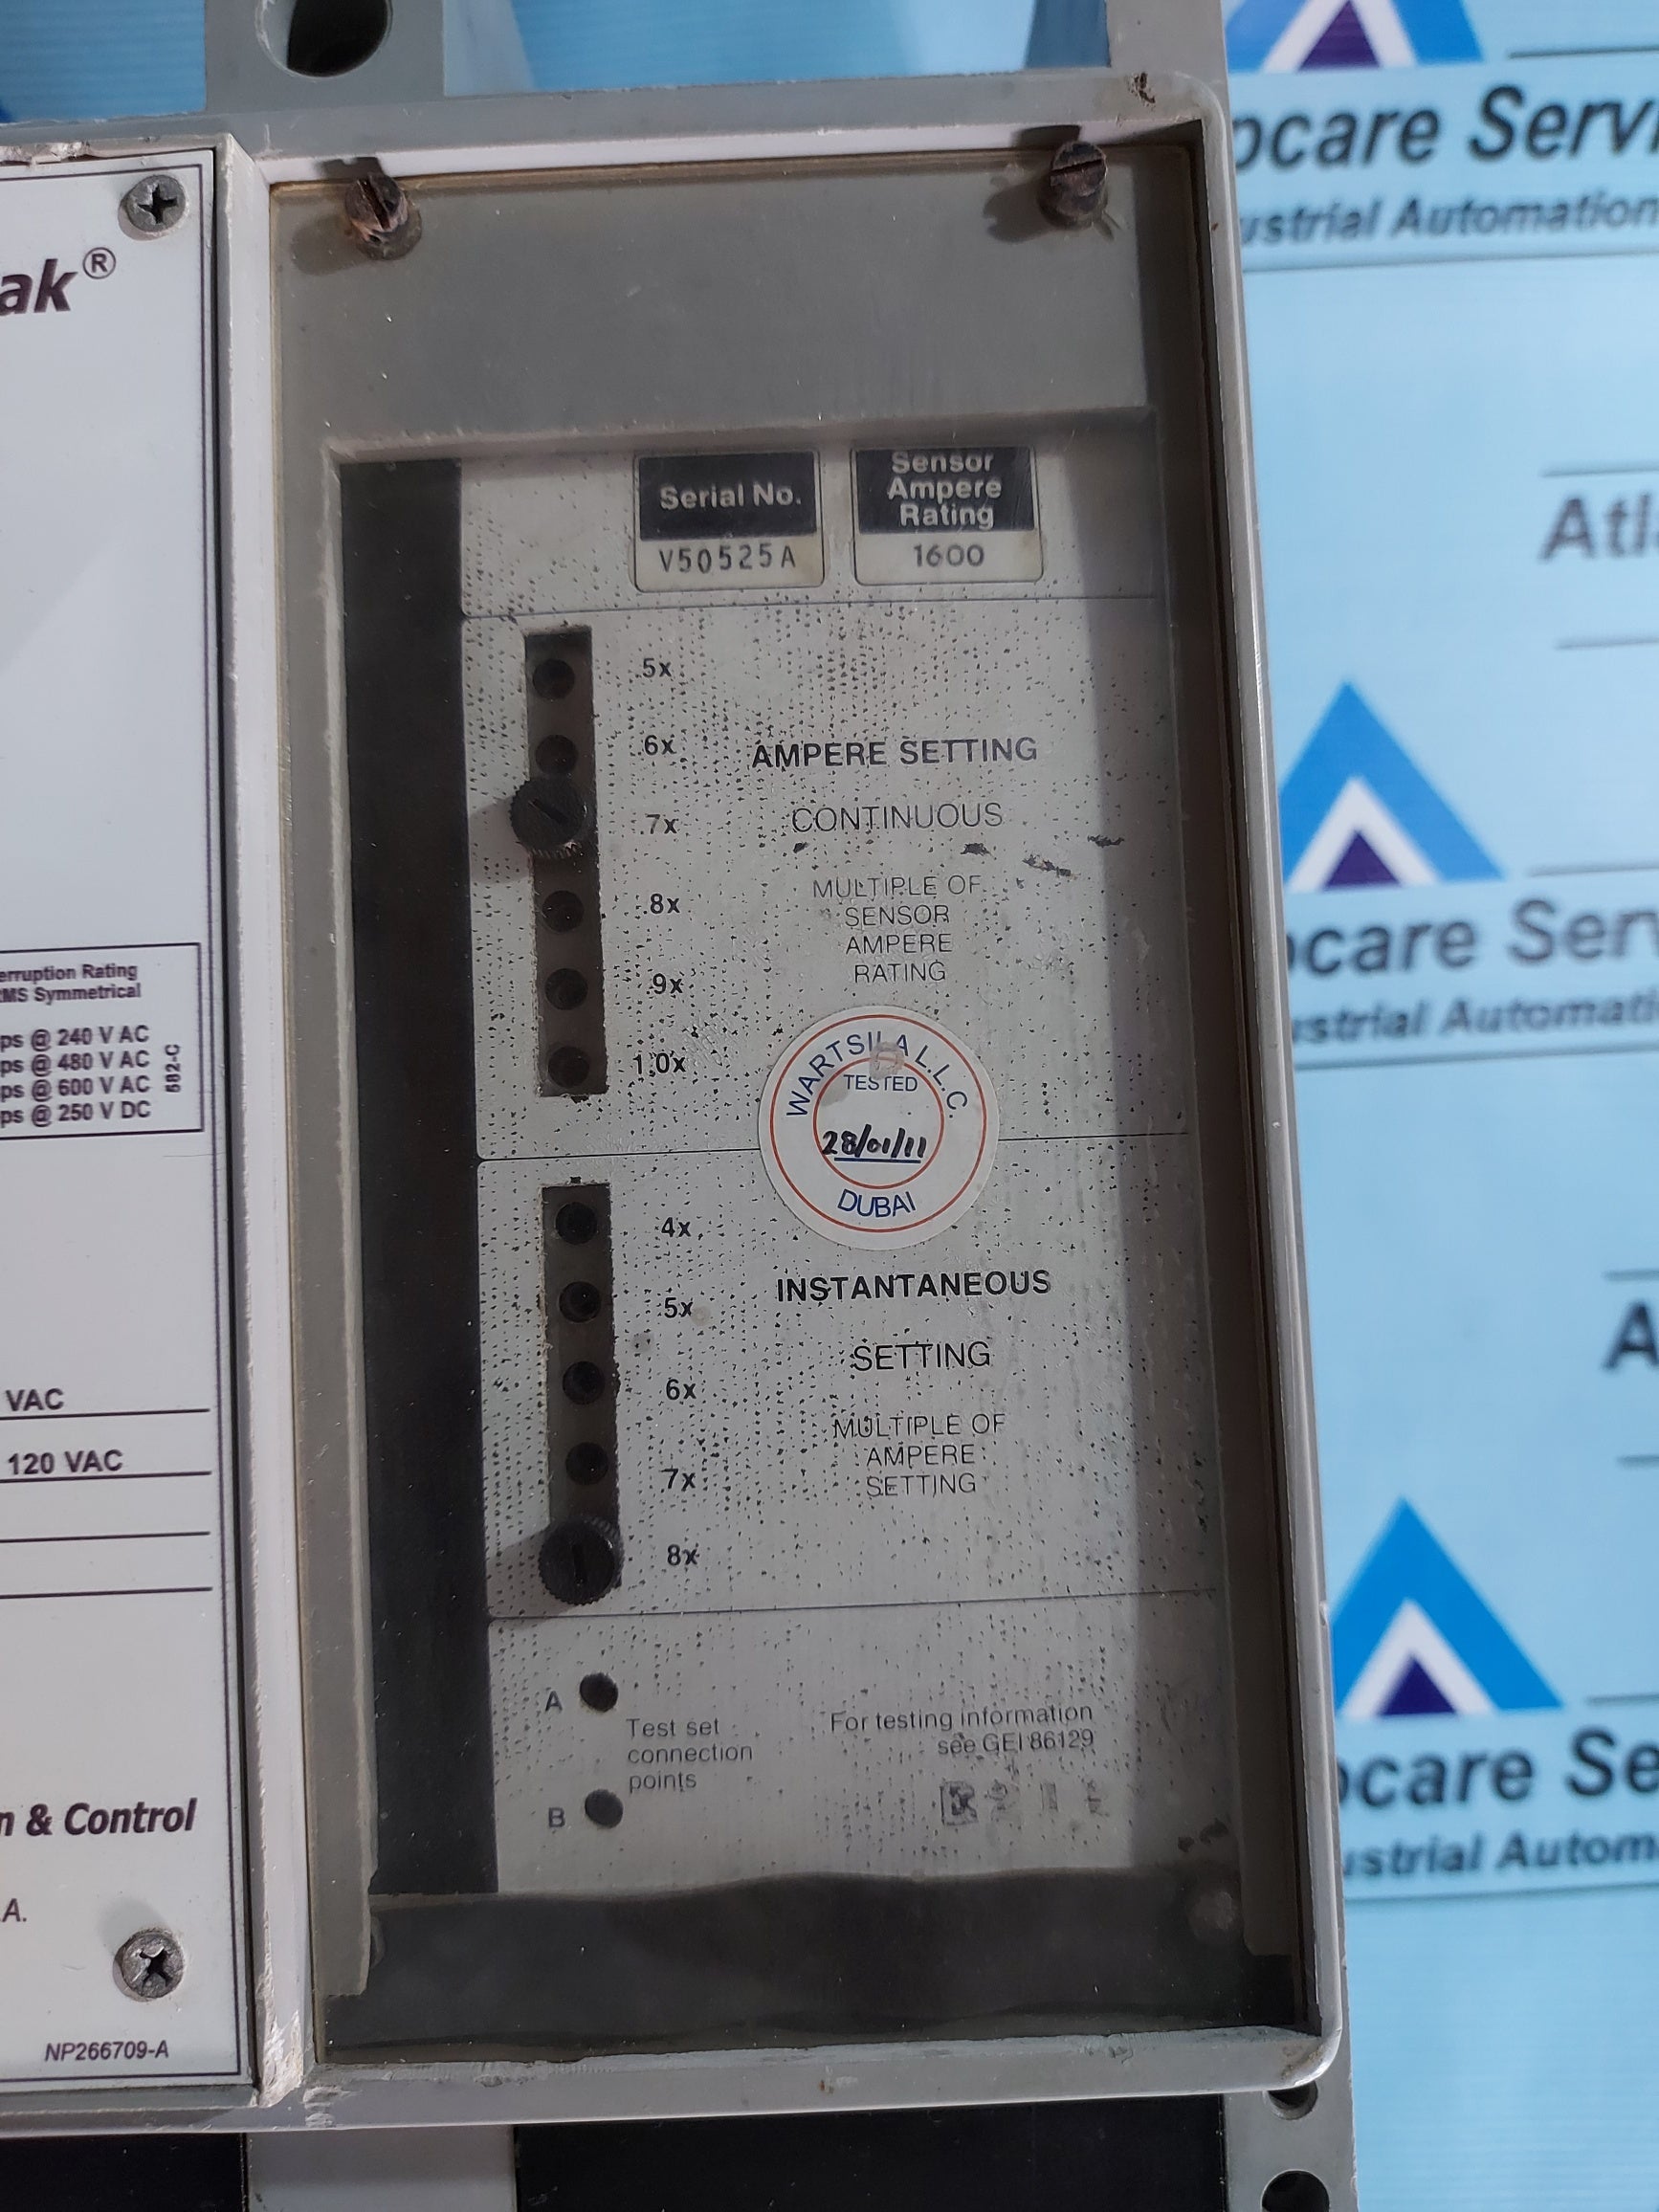 ak®
erruption Rating
MS Symmetrical
ps @ 240 V AC
ps @ 480 V AC
ps @ 600 V AC
ps @ 250 V DC
682-C
VAC
120 VAC
n & Control
A.
NP266709-A
Serial No.
V50525A
Sensor
Ampere
Rating
1600
.5x
.6x
.7x
.8x
.9x
1.0x
AMPERE SETTING
CONTINUOUS
MULTIPLE OF
SENSOR
AMPERE
RATING
WARTSILA L.L.C.
TESTED
28/01/11
DUBAI
4x
5x
6x
7x
8x
INSTANTANEOUS
SETTING
MULTIPLE OF
AMPERE
SETTING
A
Test set
connection
points
B
For testing information
see GEI 86129
ocare Servi
ustrial Automation
Atla
ocare Serv
ustrial Automati
A
ocare Se
ustrial Autom